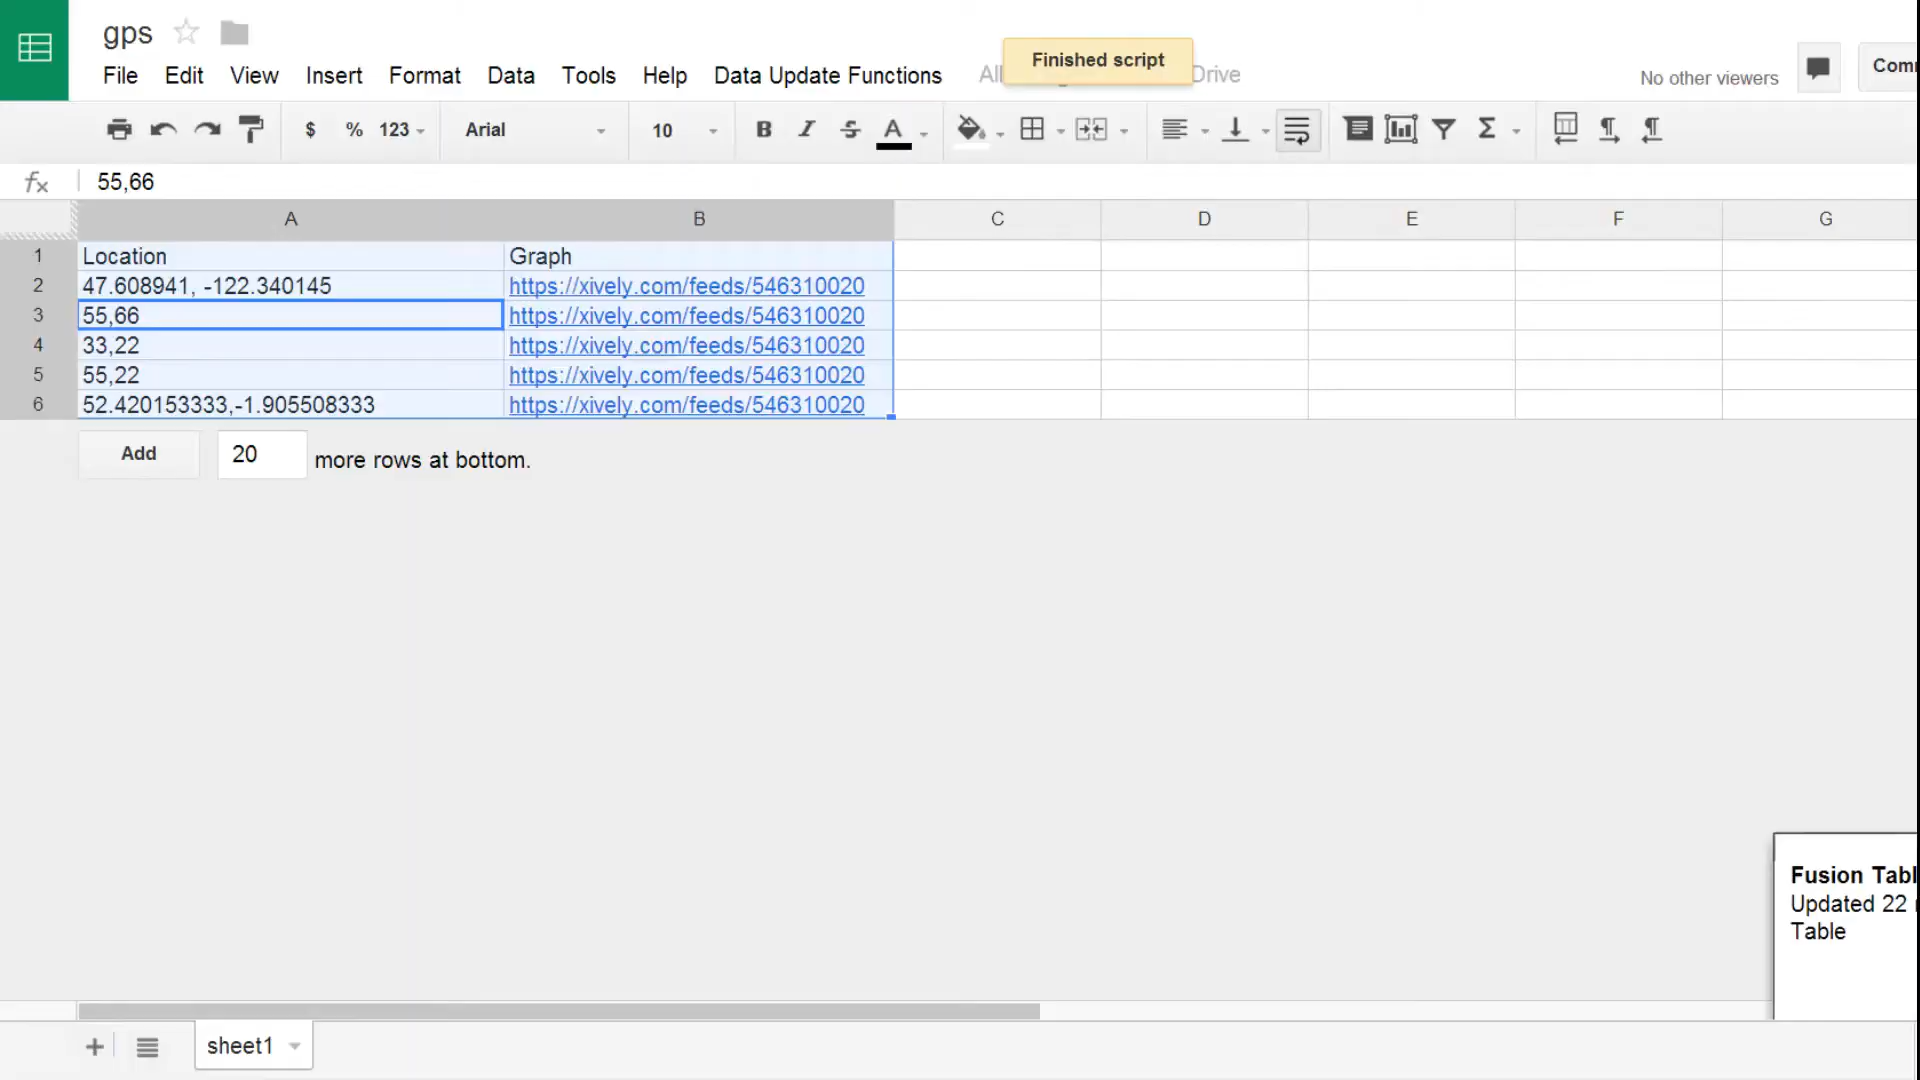 gps
Finished script
File Edit View Insert Format Data Tools Help Data Update Functions All Drive
No other viewers
$ % 123 Arial 10 B I S A Σ
fx 55,66
A B C D E F G
1 Location Graph
2 47.608941, -122.340145 https://xively.com/feeds/546310020
3 55,66 https://xively.com/feeds/546310020
4 33,22 https://xively.com/feeds/546310020
5 55,22 https://xively.com/feeds/546310020
6 52.420153333,-1.905508333 https://xively.com/feeds/546310020
Add 20 more rows at bottom.
Fusion
Updated 22
Table
sheet1